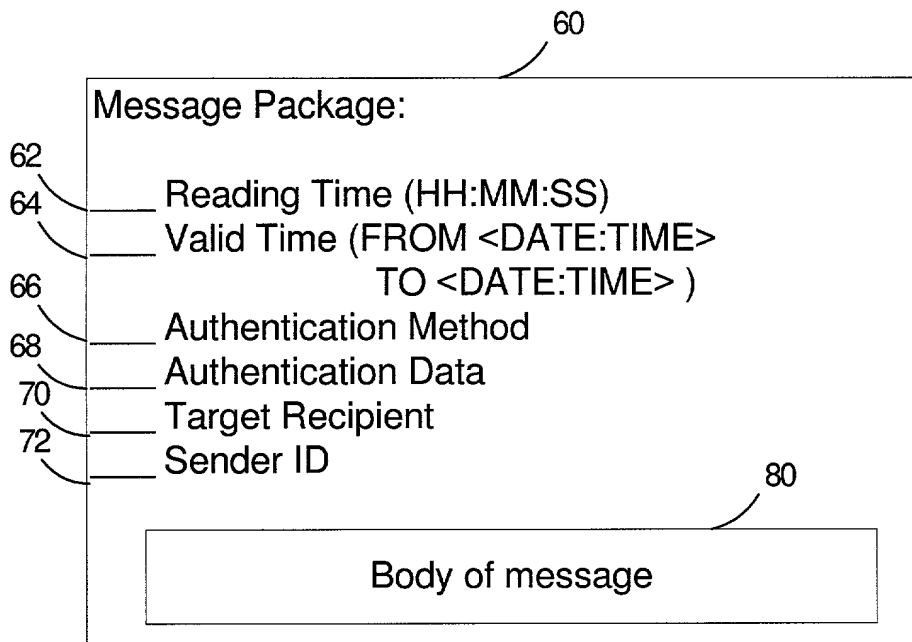 60
Message Package:
62
Reading Time (HH:MM:SS)
64
Valid Time (FROM <DATE:TIME>
TO <DATE:TIME> )
66
Authentication Method
68
Authentication Data
70
Target Recipient
72
Sender ID
80
Body of message